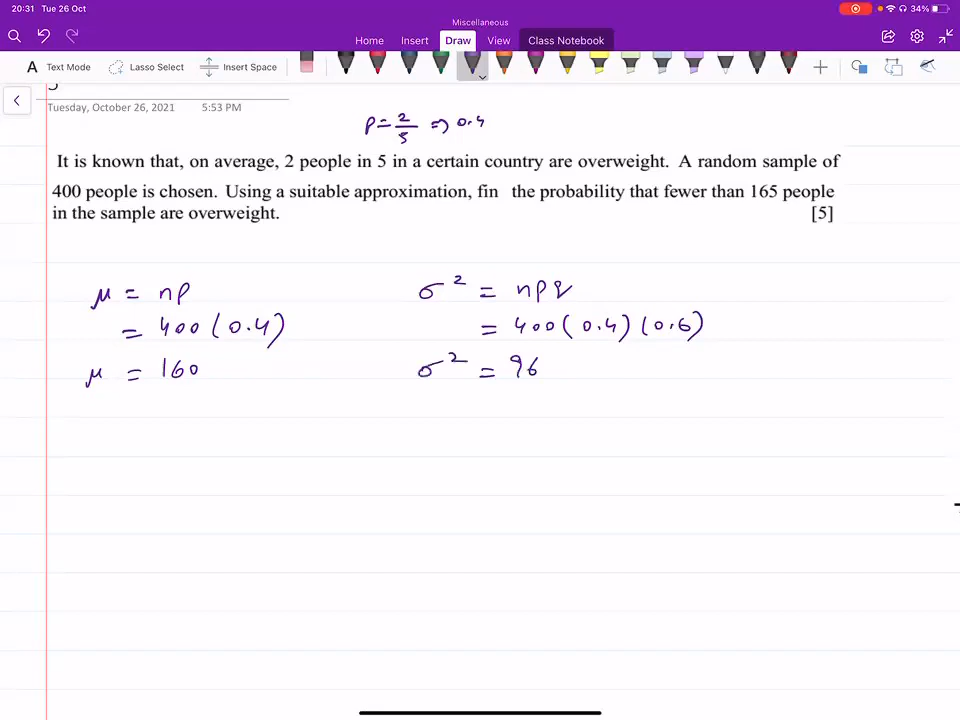 20:31 Tue 26 Oct
34%
Miscellaneous
Home Insert Draw View Class Notebook
A Text Mode Lasso Select Insert Space
Tuesday, October 26, 2021 5:53 PM
p = 2/5 ⇒ 0.4
It is known that, on average, 2 people in 5 in a certain country are overweight. A random sample of
400 people is chosen. Using a suitable approximation, fin the probability that fewer than 165 people
in the sample are overweight. [5]
μ = np σ² = npq
= 400 (0.4) = 400 (0.4) (0.6)
μ = 160 σ² = 96